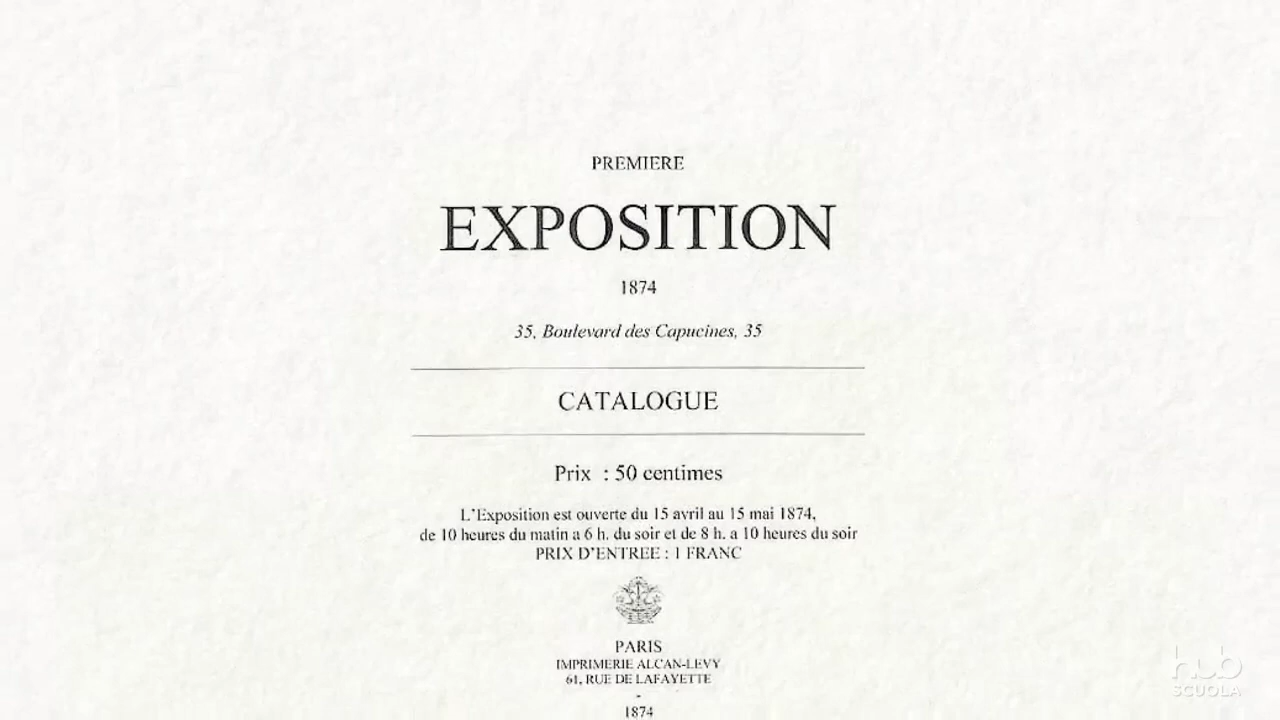 PREMIERE
EXPOSITION
1874
35, Boulevard des Capucines, 35
CATALOGUE
Prix : 50 centimes
L'Exposition est ouverte du 15 avril au 15 mai 1874,
de 10 heures du matin a 6 h. du soir et de 8 h. a 10 heures du soir
PRIX D'ENTREE : 1 FRANC
PARIS
IMPRIMERIE ALCAN-LEVY
61, RUE DE LAFAYETTE
-
1874
hub
SCUOLA